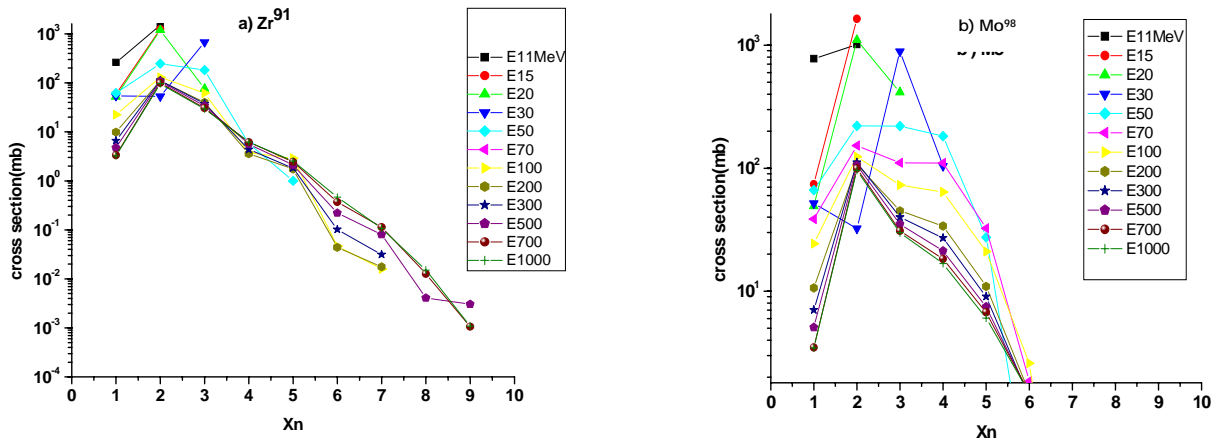 a) Zr⁹¹
cross section(mb)
10³
10²
10¹
10⁰
10⁻¹
10⁻²
10⁻³
10⁻⁴
0 1 2 3 4 5 6 7 8 9 10
Xn
E11MeV
E15
E20
E30
E50
E70
E100
E200
E300
E500
E700
E1000
b) Mo⁹⁸
cross section(mb)
10³
10²
10¹
0 1 2 3 4 5 6 7 8 9 10
Xn
E11MeV
E15
E20
E30
E50
E70
E100
E200
E300
E500
E700
E1000